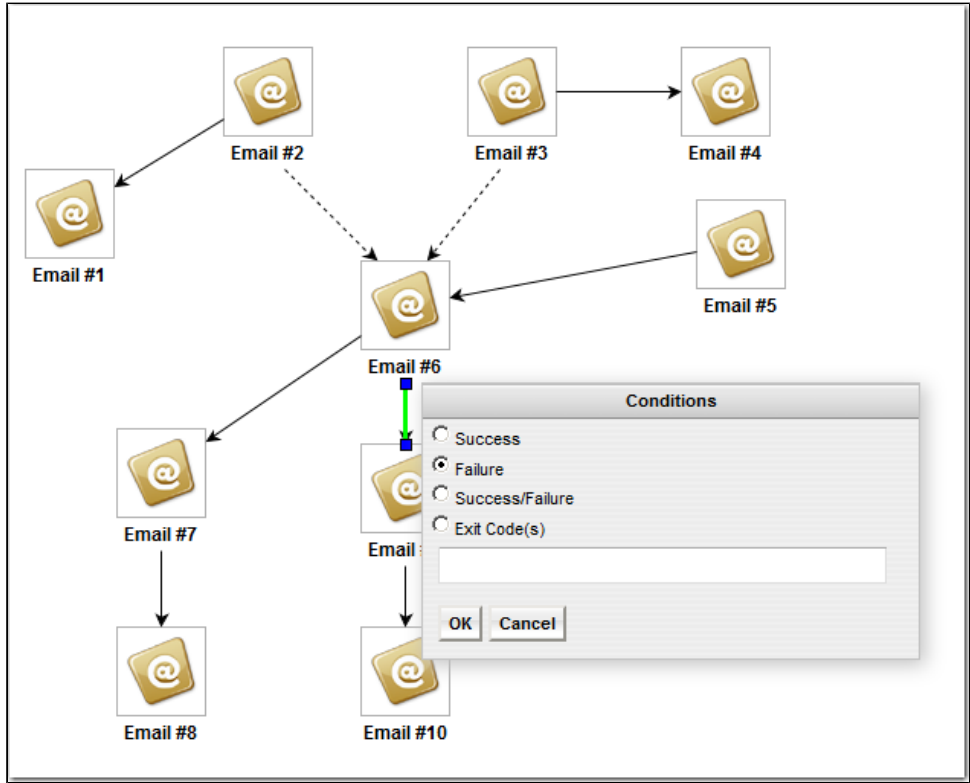 Email #2
Email #3
Email #4
Email #1
Email #5
Email #6
Conditions
Success
Failure
Success/Failure
Exit Code(s)
Email #7
Email
OK
Cancel
Email #8
Email #10